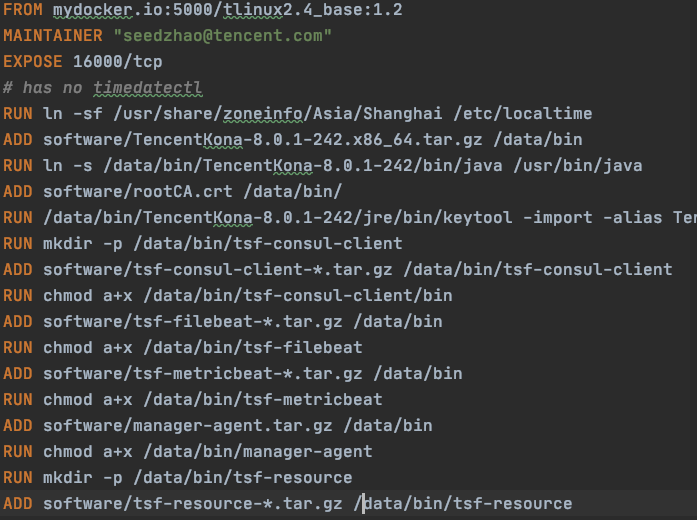 FROM mydocker.io:5000/tlinux2.4_base:1.2
MAINTAINER "seedzhao@tencent.com"
EXPOSE 16000/tcp
# has no timedatectl
RUN ln -sf /usr/share/zoneinfo/Asia/Shanghai /etc/localtime
ADD software/TencentKona-8.0.1-242.x86_64.tar.gz /data/bin
RUN ln -s /data/bin/TencentKona-8.0.1-242/bin/java /usr/bin/java
ADD software/rootCA.crt /data/bin/
RUN /data/bin/TencentKona-8.0.1-242/jre/bin/keytool -import -alias Ten
RUN mkdir -p /data/bin/tsf-consul-client
ADD software/tsf-consul-client-*.tar.gz /data/bin/tsf-consul-client
RUN chmod a+x /data/bin/tsf-consul-client/bin
ADD software/tsf-filebeat-*.tar.gz /data/bin
RUN chmod a+x /data/bin/tsf-filebeat
ADD software/tsf-metricbeat-*.tar.gz /data/bin
RUN chmod a+x /data/bin/tsf-metricbeat
ADD software/manager-agent.tar.gz /data/bin
RUN chmod a+x /data/bin/manager-agent
RUN mkdir -p /data/bin/tsf-resource
ADD software/tsf-resource-*.tar.gz /data/bin/tsf-resource